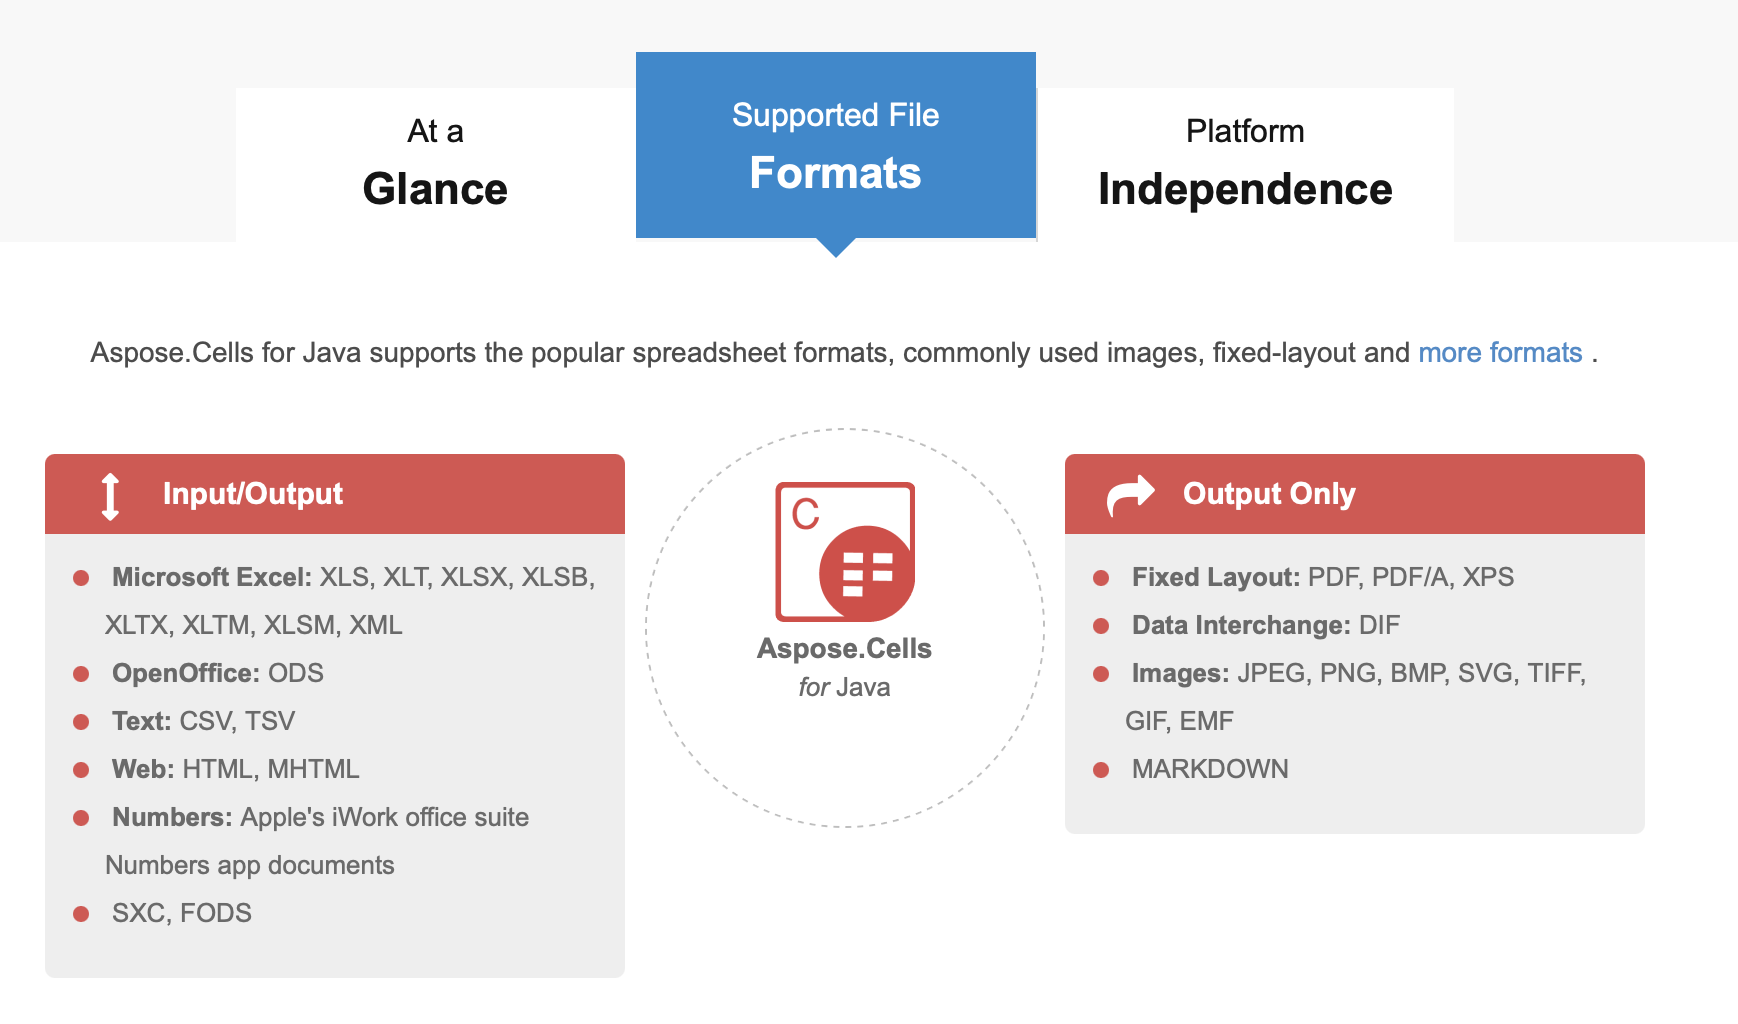 At a
Glance
Supported File
Formats
Platform
Independence
Aspose.Cells for Java supports the popular spreadsheet formats, commonly used images, fixed-layout and more formats .
Input/Output
Microsoft Excel: XLS, XLT, XLSX, XLSB,
XLTX, XLTM, XLSM, XML
OpenOffice: ODS
Text: CSV, TSV
Web: HTML, MHTML
Numbers: Apple's iWork office suite
Numbers app documents
SXC, FODS
C
Aspose.Cells
for Java
Output Only
Fixed Layout: PDF, PDF/A, XPS
Data Interchange: DIF
Images: JPEG, PNG, BMP, SVG, TIFF,
GIF, EMF
MARKDOWN